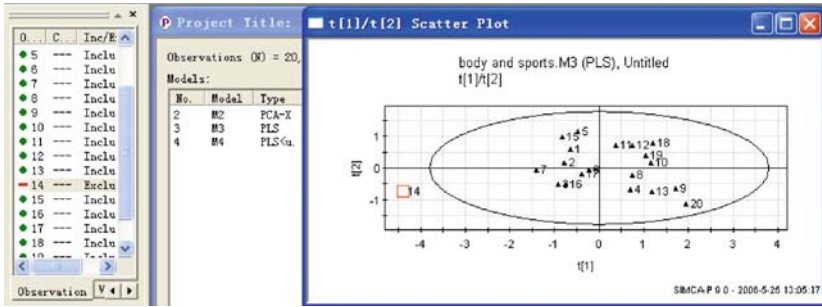 0... C... Inc/E
5 --- Inclu
6 --- Inclu
7 --- Inclu
8 --- Inclu
9 --- Inclu
10 --- Inclu
11 --- Inclu
12 --- Inclu
13 --- Inclu
14 --- Exclu
15 --- Inclu
16 --- Inclu
17 --- Inclu
18 --- Inclu
19 --- Inclu
Observation V
Project Title:
Observations (N) = 20,
Models:
No. Model Type
2 M2 PCA-X
3 M3 PLS
4 M4 PLS<u.
t[1]/t[2] Scatter Plot
body and sports.M3 (PLS), Untitled
t[1]/t[2]
t[2]
1
0
-1
15 5
1
11 12 18
19
7 2 10
17
16 8
14 4 13 9
20
-4 -3 -2 -1 0 1 2 3 4
t[1]
SIMCA-P 9.0 - 2006-5-26 13:05:17